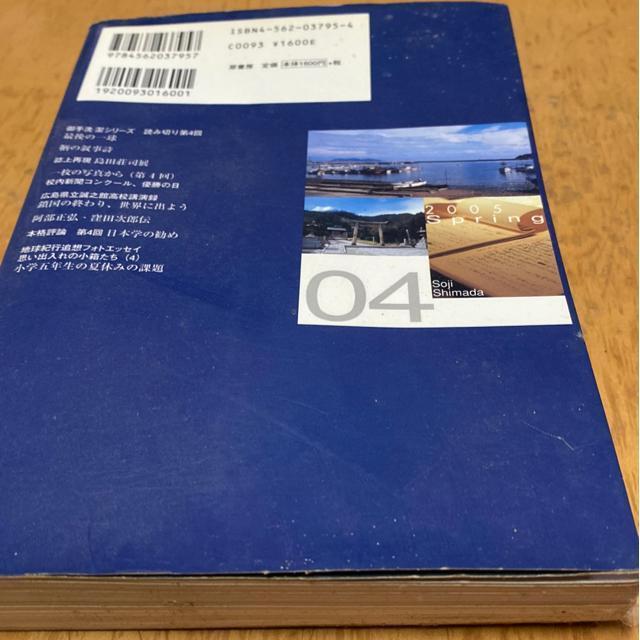 ISBN4-562-03795-4
C0093 ¥1600E
9784562037957
原書房 定価 本体1600円+税
1920093016001
御手洗潔シリーズ 読み切り第4回
最後の一球
鞆の叙事詩
誌上再現 島田荘司展
一枚の写真から(第4回)
校内新聞コンクール、優勝の日
広島県立誠之館高校講演録
鎖国の終わり、世界に出よう
阿部正弘・窪田次郎伝
本格評論 第4回 日本学の勧め
地球紀行追想フォトエッセイ
思い出入れの小箱たち(4)
小学五年生の夏休みの課題
2005
Spring
04
Soji
Shimada